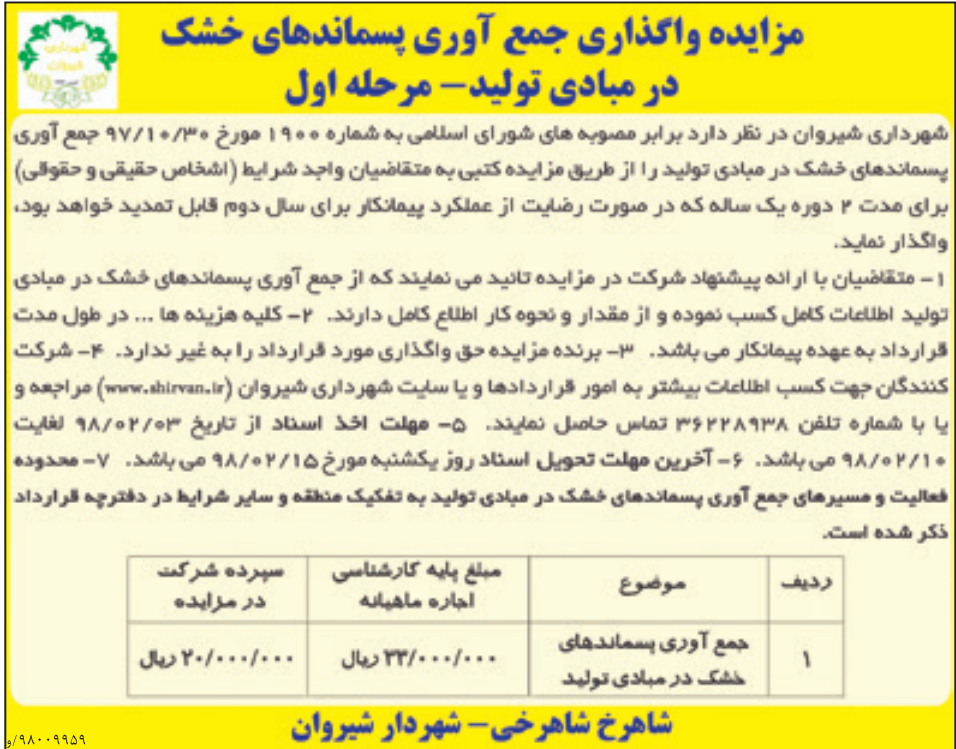 مزایده واگذاری جمع آوری پسماندهای خشک
در مبادی تولید– مرحله اول
شهرداری شیروان
شهرداری شیروان در نظر دارد برابر مصوبه های شورای اسلامی به شماره ۱۹۰۰ مورخ ۹۷/۱۰/۳۰ جمع آوری
پسماندهای خشک در مبادی تولید را از طریق مزایده کتبی به متقاضیان واجد شرایط (اشخاص حقیقی و حقوقی)
برای مدت ۲ دوره یک ساله که در صورت رضایت از عملکرد پیمانکار برای سال دوم قابل تمدید خواهد بود،
واگذار نماید.
۱– متقاضیان با ارائه پیشنهاد شرکت در مزایده تائید می نمایند که از جمع آوری پسماندهای خشک در مبادی
تولید اطلاعات کامل کسب نموده و از مقدار و نحوه کار اطلاع کامل دارند. ۲– کلیه هزینه ها ... در طول مدت
قرارداد به عهده پیمانکار می باشد. ۳– برنده مزایده حق واگذاری مورد قرارداد را به غیر ندارد. ۴– شرکت
کنندگان جهت کسب اطلاعات بیشتر به امور قراردادها و یا سایت شهرداری شیروان (www.shirvan.ir) مراجعه و
یا با شماره تلفن ۳۶۲۲۸۹۳۸ تماس حاصل نمایند. ۵– مهلت اخذ اسناد از تاریخ ۹۸/۰۲/۰۳ لغایت
۹۸/۰۲/۱۰ می باشد. ۶– آخرین مهلت تحویل اسناد روز یکشنبه مورخ ۹۸/۰۲/۱۵ می باشد. ۷– محدوده
فعالیت و مسیرهای جمع آوری پسماندهای خشک در مبادی تولید به تفکیک منطقه و سایر شرایط در دفترچه قرارداد
ذکر شده است.
ردیف موضوع مبلغ پایه کارشناسی اجاره ماهیانه سپرده شرکت در مزایده
۱ جمع آوری پسماندهای خشک در مبادی تولید ۳۳/۰۰۰/۰۰۰ ریال ۲۰/۰۰۰/۰۰۰ ریال
شاهرخ شاهرخی– شهردار شیروان
۹۸۰۰۹۹۵۹/و